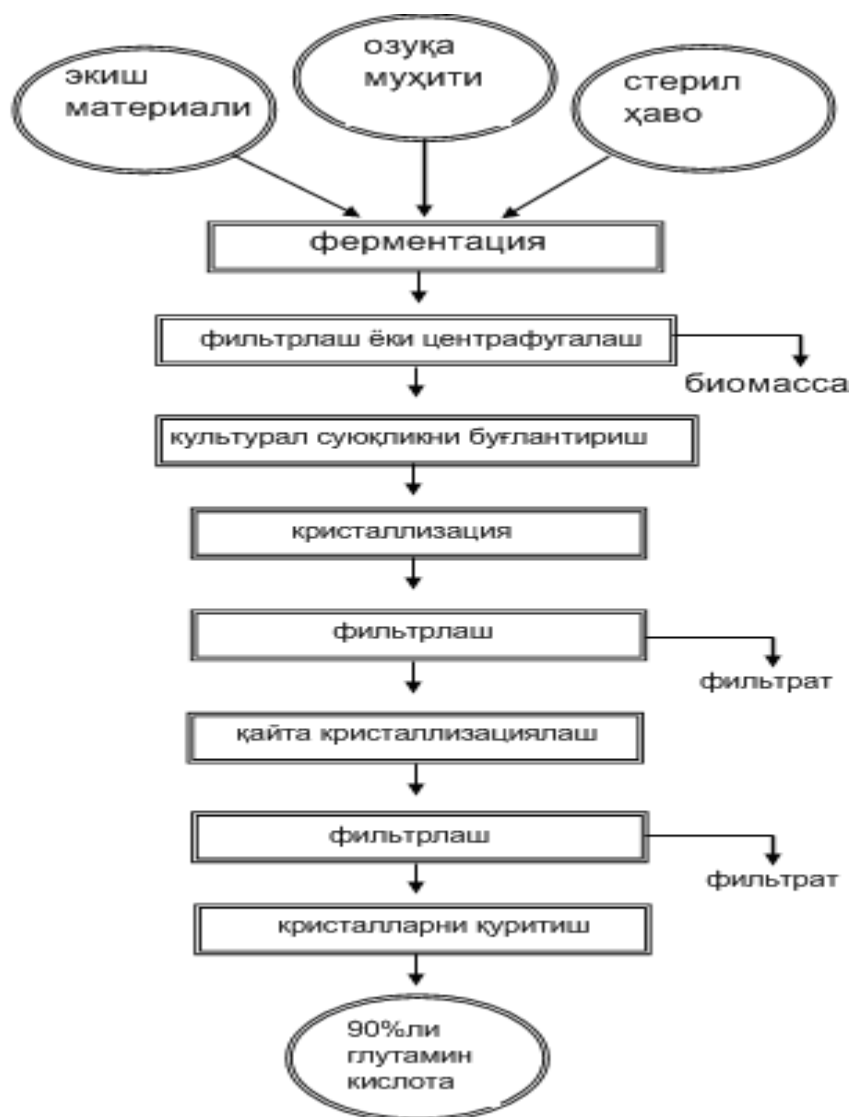 экиш
материали
озуқа
муҳити
стерил
ҳаво
ферментация
фильтрлаш ёки центрафугалаш
биомасса
культурал суюқликни буғлантириш
кристаллизация
фильтрлаш
фильтрат
қайта кристаллизациялаш
фильтрлаш
фильтрат
кристалларни қуритиш
90%ли
глутамин
кислота